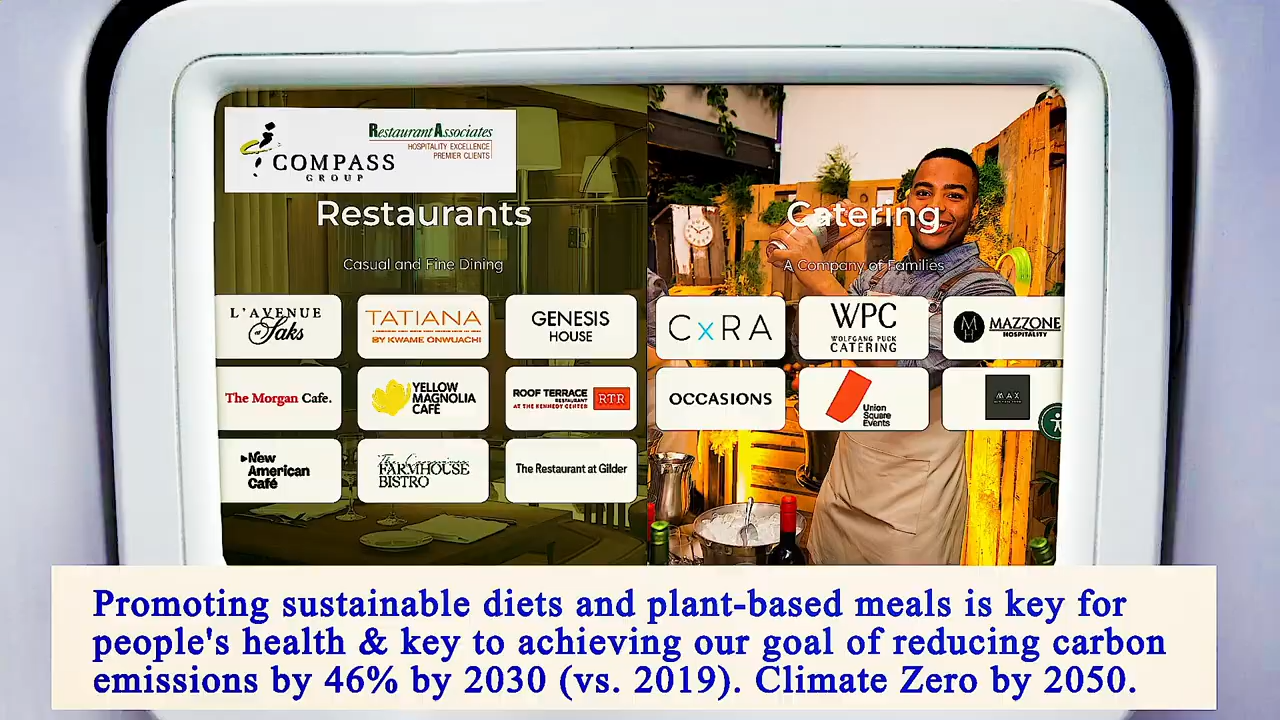 COMPASS
GROUP
Restaurant Associates
HOSPITALITY EXCELLENCE
PREMIER CLIENTS
Restaurants
Casual and Fine Dining
L'AVENUE
Saks
TATIANA
BY KWAME ONWUACHI
GENESIS
HOUSE
The Morgan Cafe.
YELLOW
MAGNOLIA
CAFÉ
ROOF TERRACE
RESTAURANT
AT THE KENNEDY CENTER
RTR
New
American
Café
FARMHOUSE
BISTRO
The Restaurant at Gilder
Catering
A Company of Families
CxRA
WPC
WOLFGANG PUCK
CATERING
MH
MAZZONE
HOSPITALITY
OCCASIONS
Union
Square
Events
MAX
Promoting sustainable diets and plant-based meals is key for
people's health & key to achieving our goal of reducing carbon
emissions by 46% by 2030 (vs. 2019). Climate Zero by 2050.